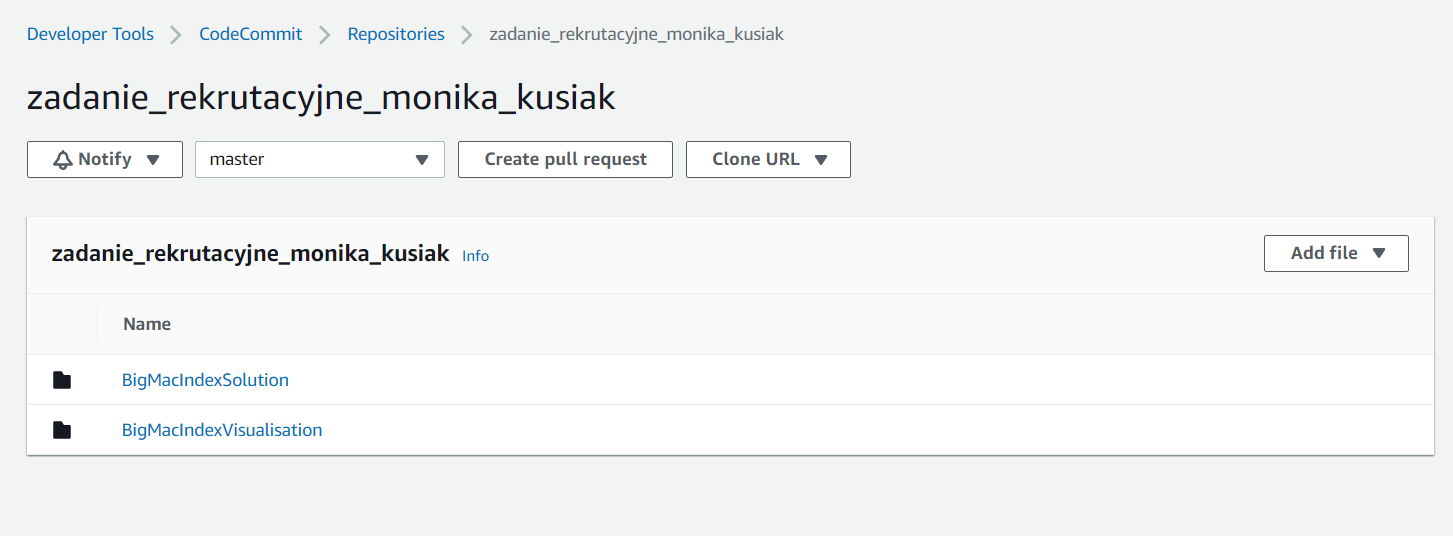 Developer Tools > CodeCommit > Repositories > zadanie_rekrutacyjne_monika_kusiak
zadanie_rekrutacyjne_monika_kusiak
Notify master Create pull request Clone URL
zadanie_rekrutacyjne_monika_kusiak Info Add file
Name
BigMacIndexSolution
BigMacIndexVisualisation